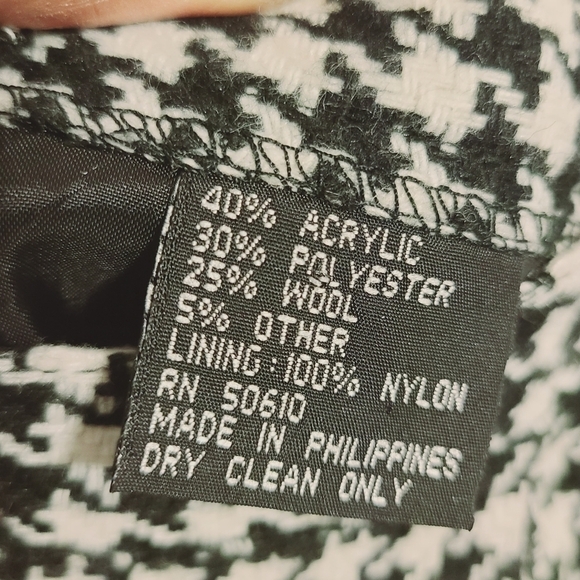 40% ACRYLIC
30% POLYESTER
25% WOOL
5% OTHER
LINING: 100% NYLON
RN 50610
MADE IN PHILIPPINES
DRY CLEAN ONLY